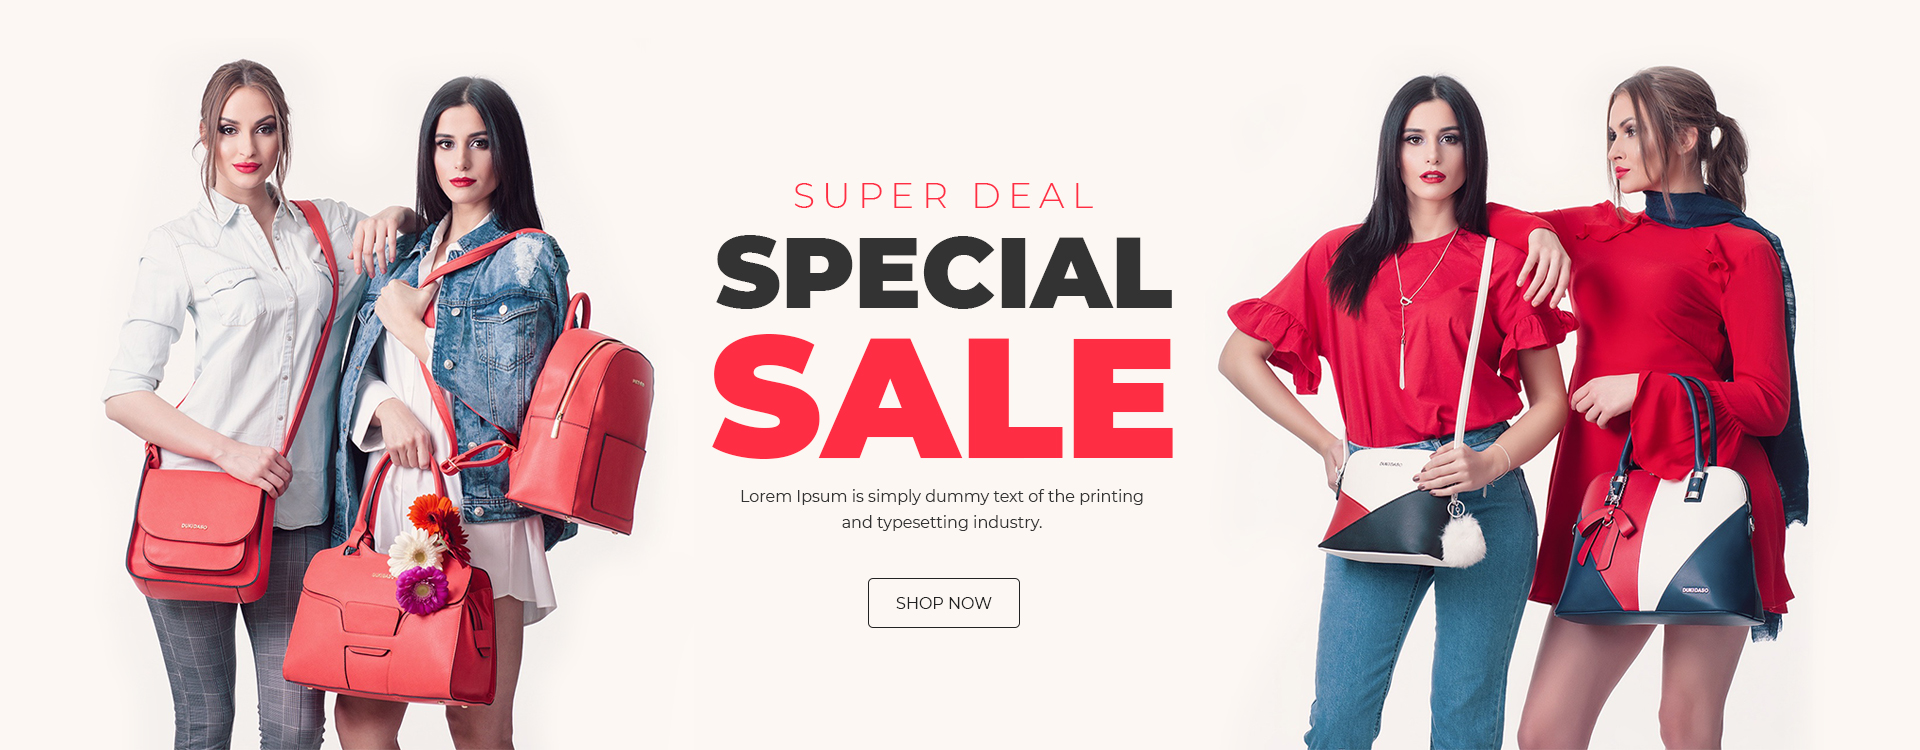 SUPER DEAL
SPECIAL
SALE
Lorem Ipsum is simply dummy text of the printing
and typesetting industry.
SHOP NOW